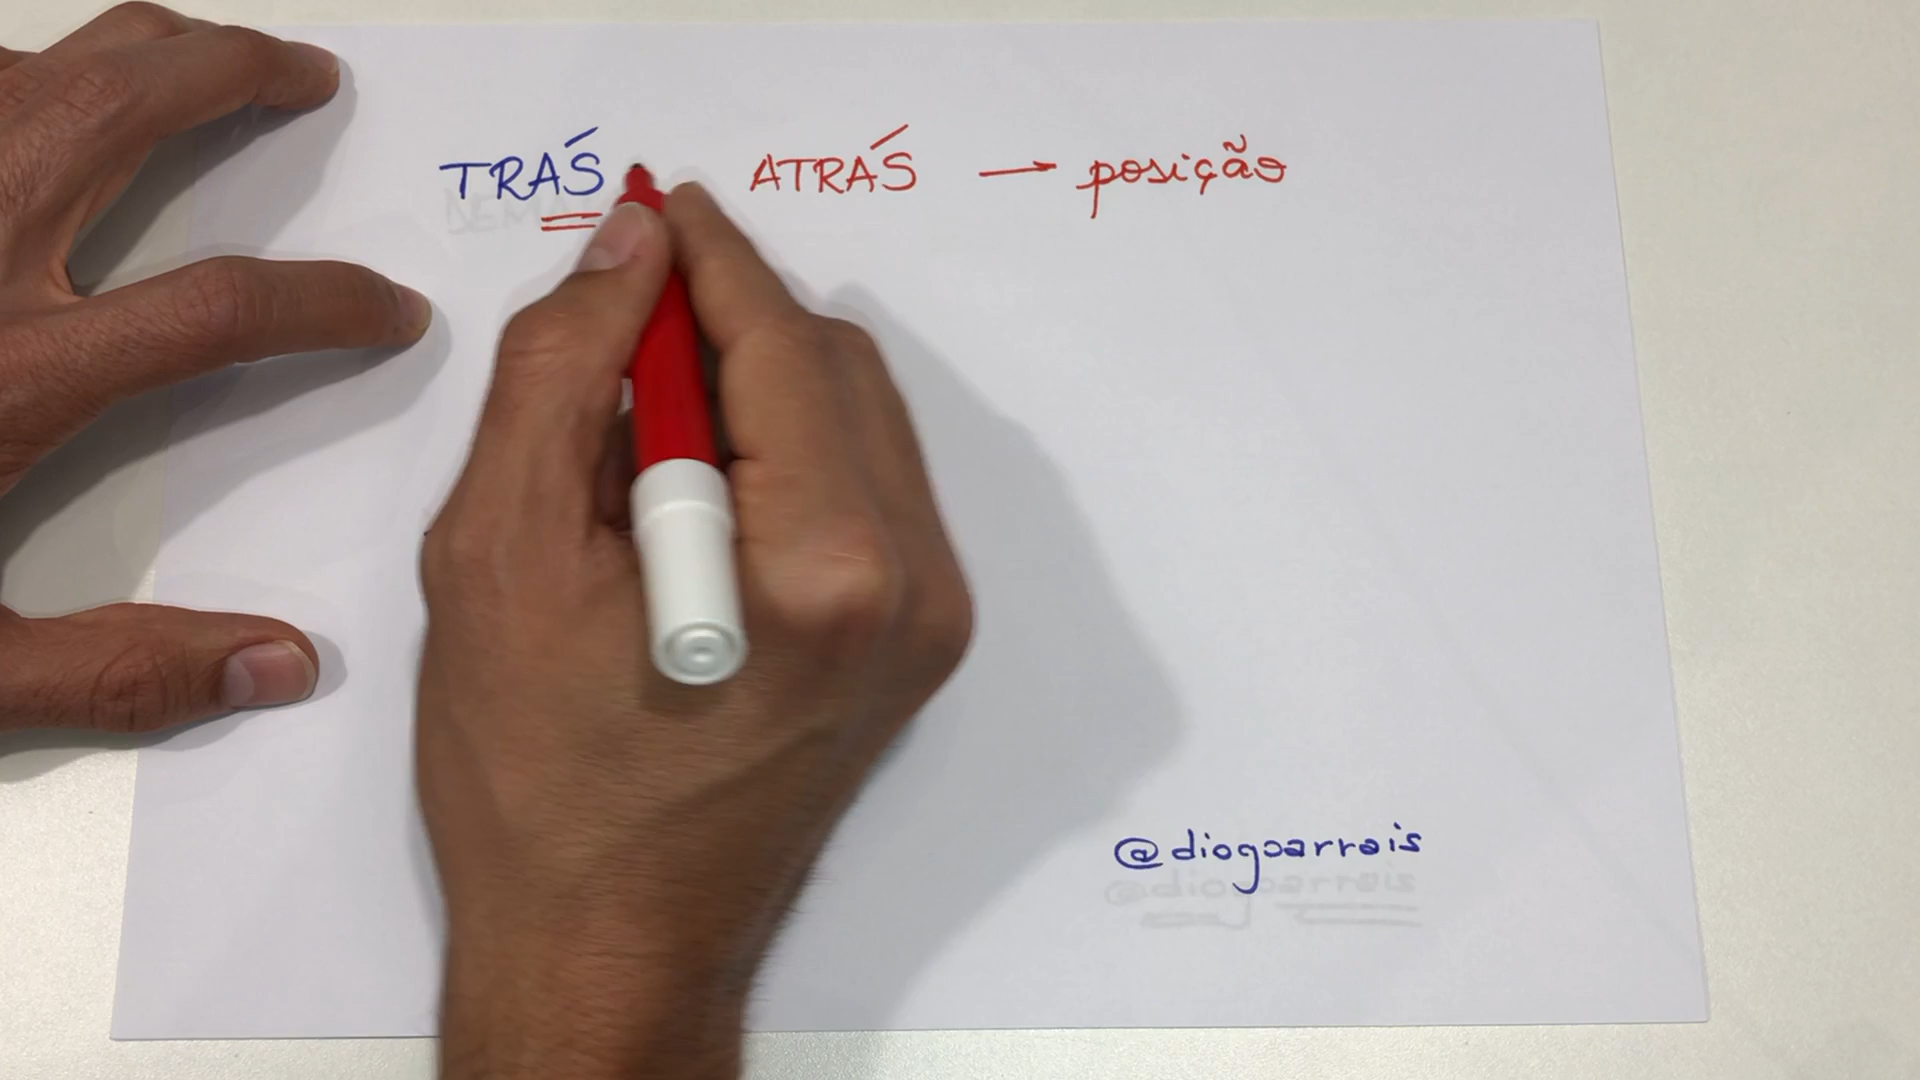 TRÁS ATRÁS → posição
@diogoarrais